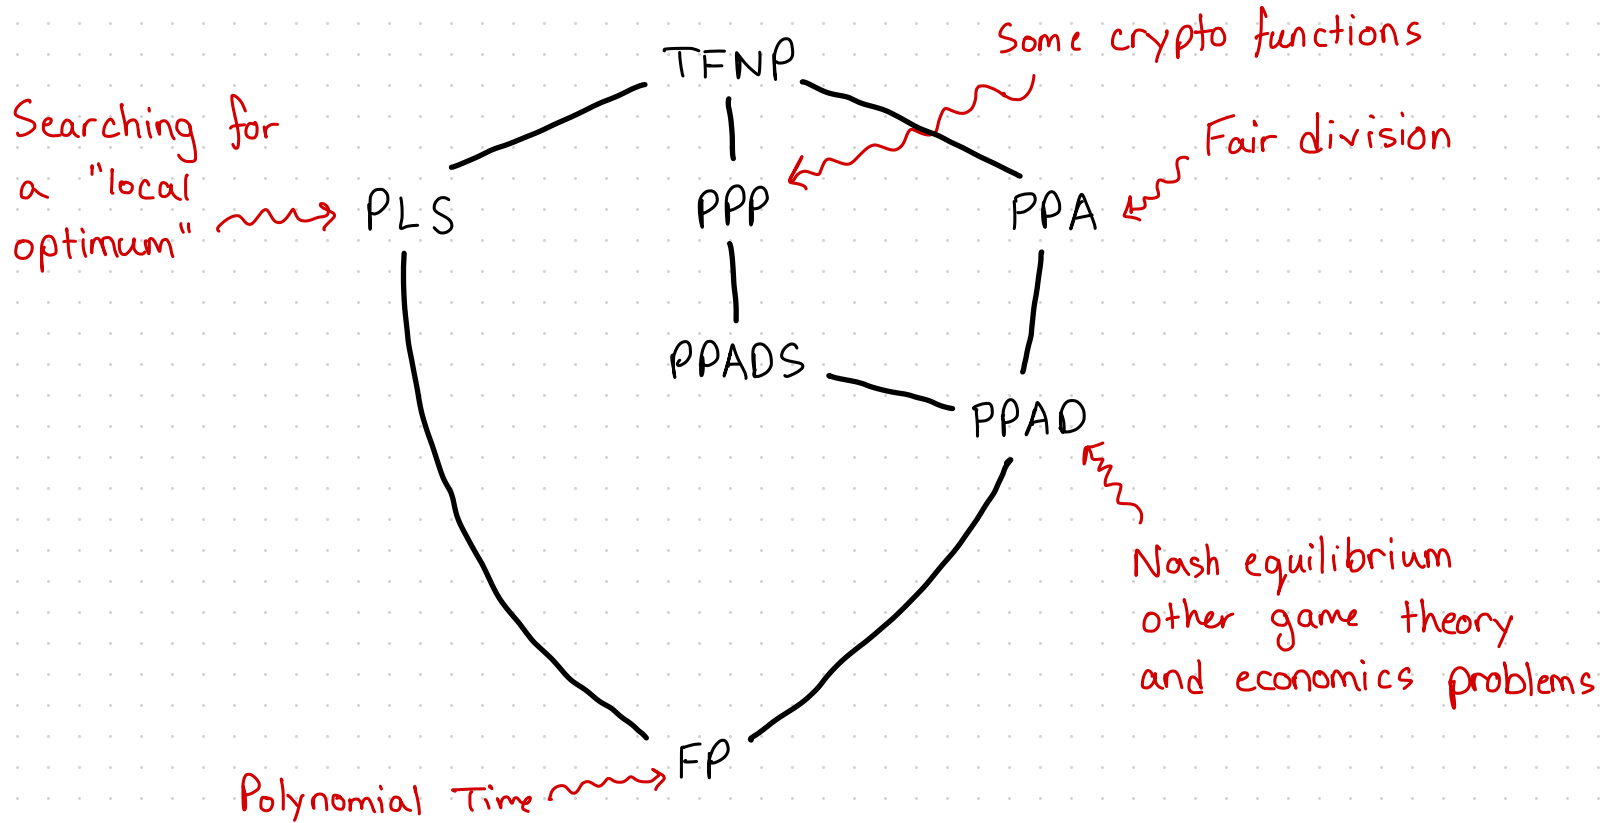 TFNP
Some crypto functions
Searching for
a "local
optimum"
Fair division
PLS
PPP
PPA
PPADS
PPAD
Nash equilibrium
other game theory
and economics problems
FP
Polynomial Time